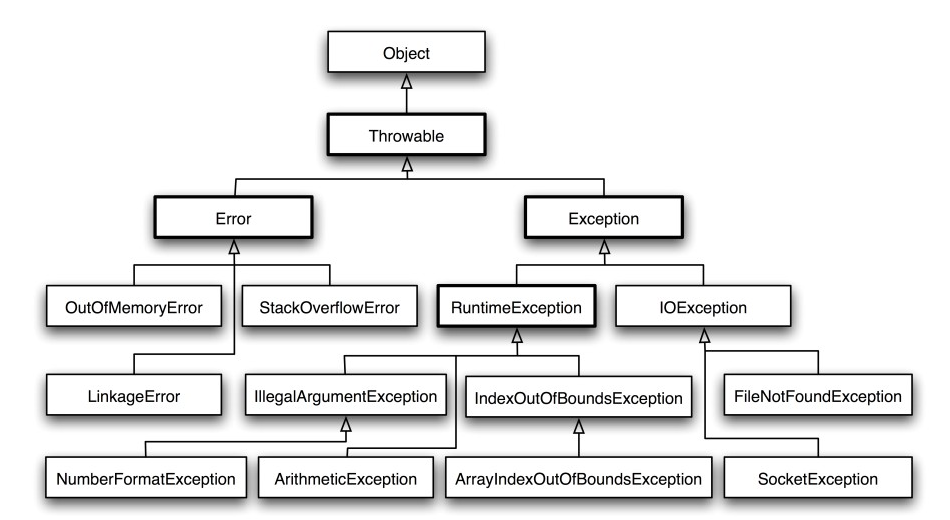 Object
Throwable
Error
Exception
OutOfMemoryError
StackOverflowError
RuntimeException
IOException
LinkageError
IllegalArgumentException
IndexOutOfBoundsException
FileNotFoundException
NumberFormatException
ArithmeticException
ArrayIndexOutOfBoundsException
SocketException